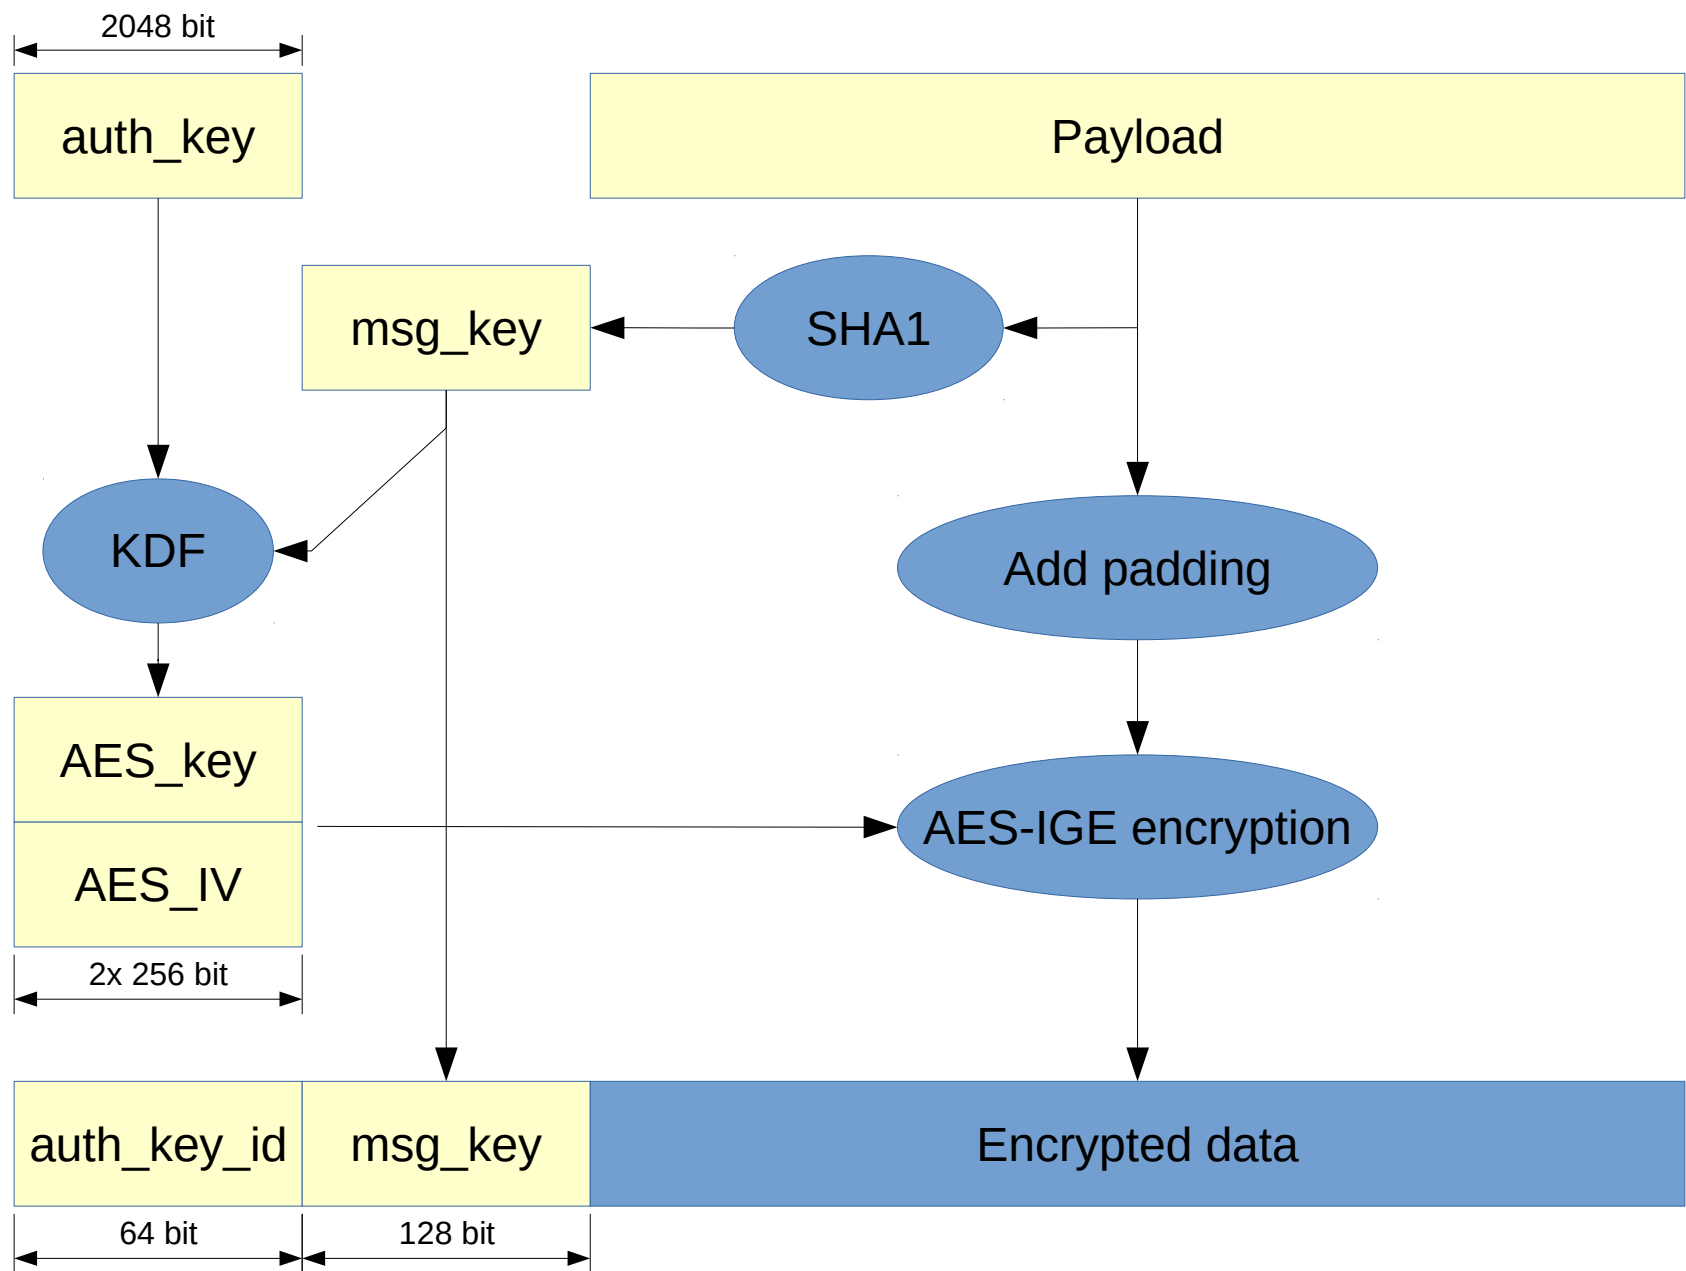 2048 bit
auth_key
Payload
msg_key
SHA1
KDF
Add padding
AES_key
AES-IGE encryption
AES_IV
2x 256 bit
auth_key_id
msg_key
Encrypted data
64 bit
128 bit